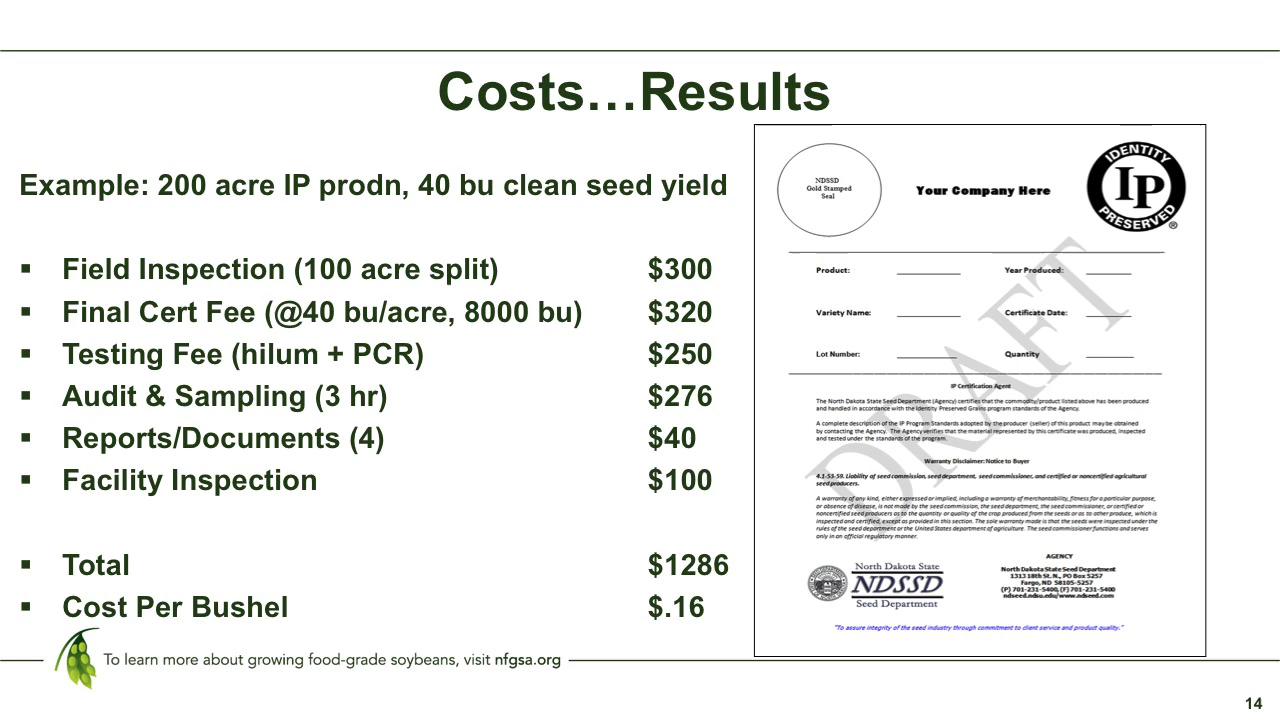 Costs…Results
Example: 200 acre IP prodn, 40 bu clean seed yield
▪ Field Inspection (100 acre split) $300
▪ Final Cert Fee (@40 bu/acre, 8000 bu) $320
▪ Testing Fee (hilum + PCR) $250
▪ Audit & Sampling (3 hr) $276
▪ Reports/Documents (4) $40
▪ Facility Inspection $100
▪ Total $1286
▪ Cost Per Bushel $.16
NDSSD
Gold Stamped
Seal
Your Company Here
IDENTITY
IP
PRESERVED
®
Product: Year Produced:
Variety Name: Certificate Date:
Lot Number: Quantity
DRAFT
IP Certification Agent
The North Dakota State Seed Department (Agency) certifies that the commodity/product listed above has been produced
and handled in accordance with the Identity Preserved Grains program standards of the Agency.
A complete description of the IP Program Standards adopted by the producer (seller) of this product may be obtained
by contacting the Agency. The Agency verifies that the material represented by this certificate was produced, inspected
and tested under the standards of the program.
Warranty Disclaimer: Notice to Buyer
4.1-53-59. Liability of seed commission, seed department, seed commissioner, and certified or noncertified agricultural
seed producers.
A warranty of any kind, either expressed or implied, including a warranty of merchantability, fitness for a particular purpose,
or absence of disease, is not made by the seed commission, the seed department, the seed commissioner, or certified or
noncertified seed producers as to the quantity or quality of the crop produced from the seeds or as to other produce, which is
inspected and certified, except as provided in this section. The sole warranty made is that the seeds were inspected under the
rules of the seed department or the United States department of agriculture. The seed commissioner functions and serves
only in an official regulatory manner.
North Dakota State
NDSSD
Seed Department
AGENCY
North Dakota State Seed Department
1313 18th St. N., PO Box 5257
Fargo, ND 58105-5257
(P) 701-231-5400, (F) 701-231-5400
ndseed.ndsu.edu/www.ndseed.com
"To assure integrity of the seed industry through commitment to client service and product quality."
To learn more about growing food-grade soybeans, visit nfgsa.org
14